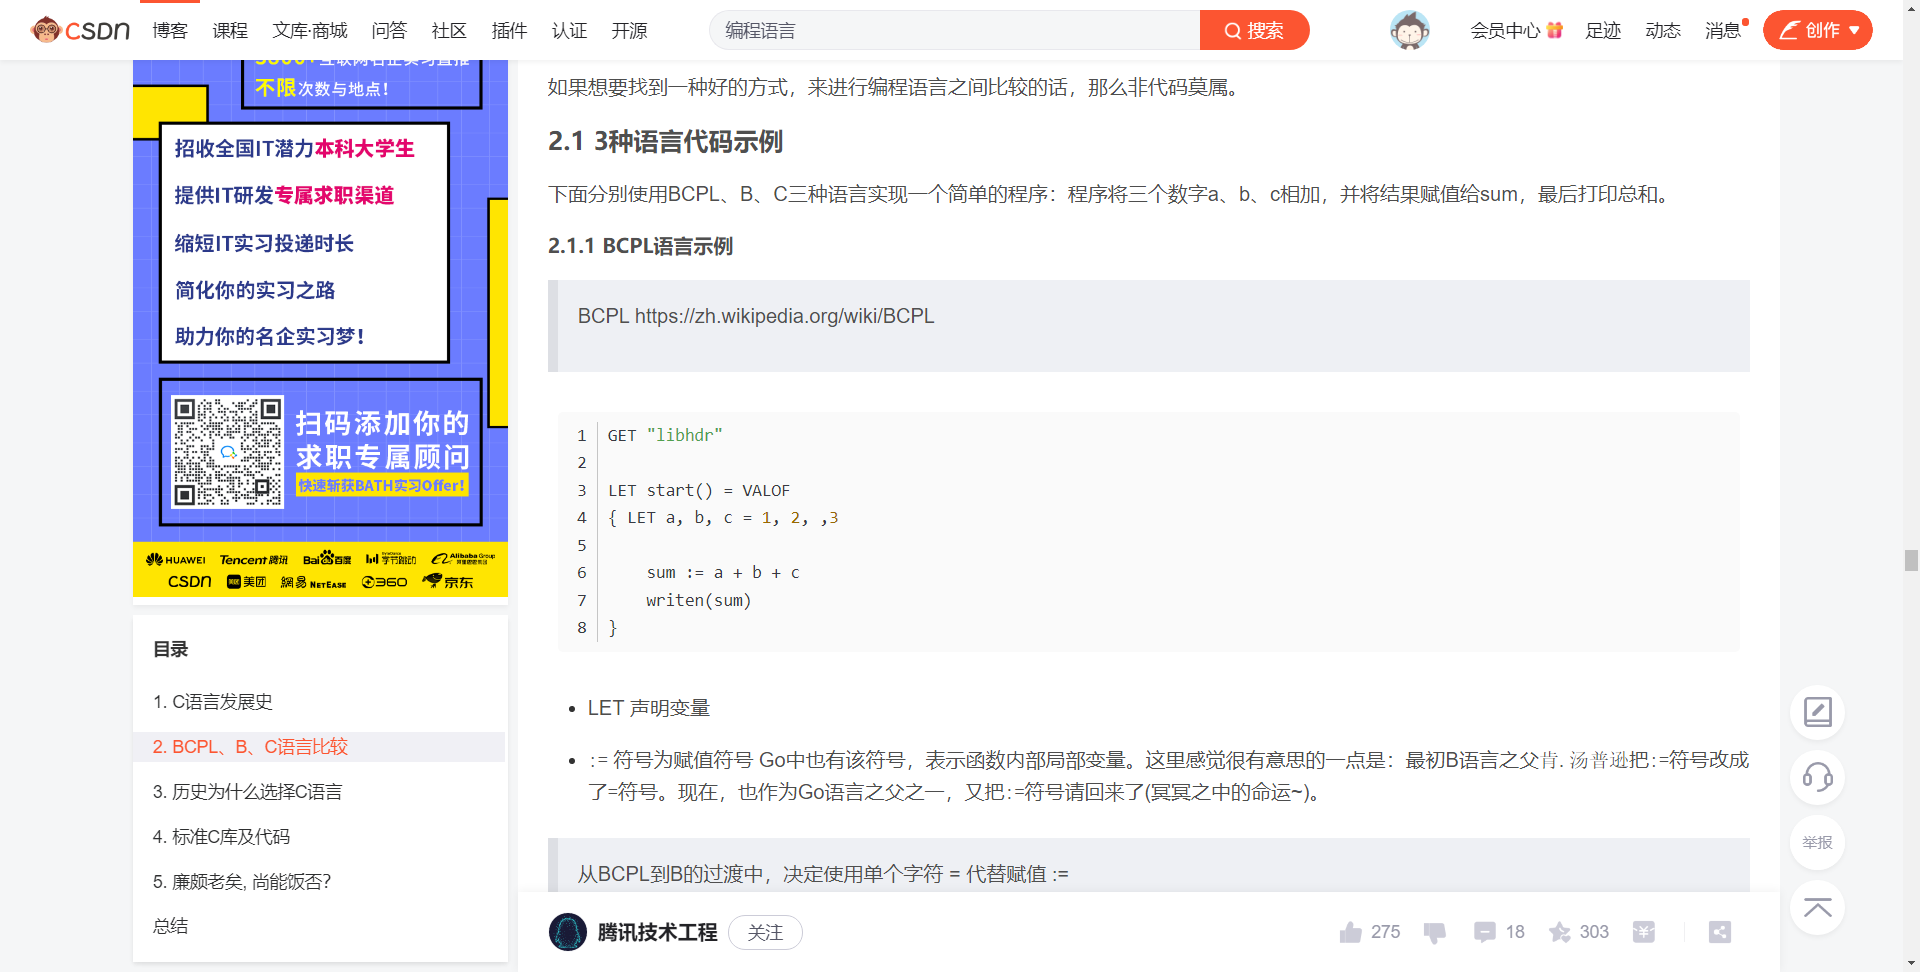 CSDN 博客 课程 文库·商城 问答 社区 插件 认证 开源 编程语言 搜索 会员中心 足迹 动态 消息 创作
不限次数与地点！
招收全国IT潜力本科大学生
提供IT研发专属求职渠道
缩短IT实习投递时长
简化你的实习之路
助力你的名企实习梦！
扫码添加你的
求职专属顾问
快速斩获BATH实习Offer!
HUAWEI Tencent 腾讯 Bai百度 字节跳动 Alibaba Group
CSDN 美团 網易 NETEASE 360 京东
目录
1. C语言发展史
2. BCPL、B、C语言比较
3. 历史为什么选择C语言
4. 标准C库及代码
5. 廉颇老矣, 尚能饭否?
总结
如果想要找到一种好的方式，来进行编程语言之间比较的话，那么非代码莫属。
2.1 3种语言代码示例
下面分别使用BCPL、B、C三种语言实现一个简单的程序：程序将三个数字a、b、c相加，并将结果赋值给sum，最后打印总和。
2.1.1 BCPL语言示例
BCPL https://zh.wikipedia.org/wiki/BCPL
1 GET "libhdr"
2
3 LET start() = VALOF
4 { LET a, b, c = 1, 2, ,3
5
6 sum := a + b + c
7 writen(sum)
8 }
• LET 声明变量
• := 符号为赋值符号 Go中也有该符号，表示函数内部局部变量。这里感觉很有意思的一点是：最初B语言之父肯. 汤普逊把:=符号改成
了=符号。现在，也作为Go语言之父之一，又把:=符号请回来了(冥冥之中的命运~)。
从BCPL到B的过渡中，决定使用单个字符 = 代替赋值 :=
腾讯技术工程 关注 275 18 303
举报